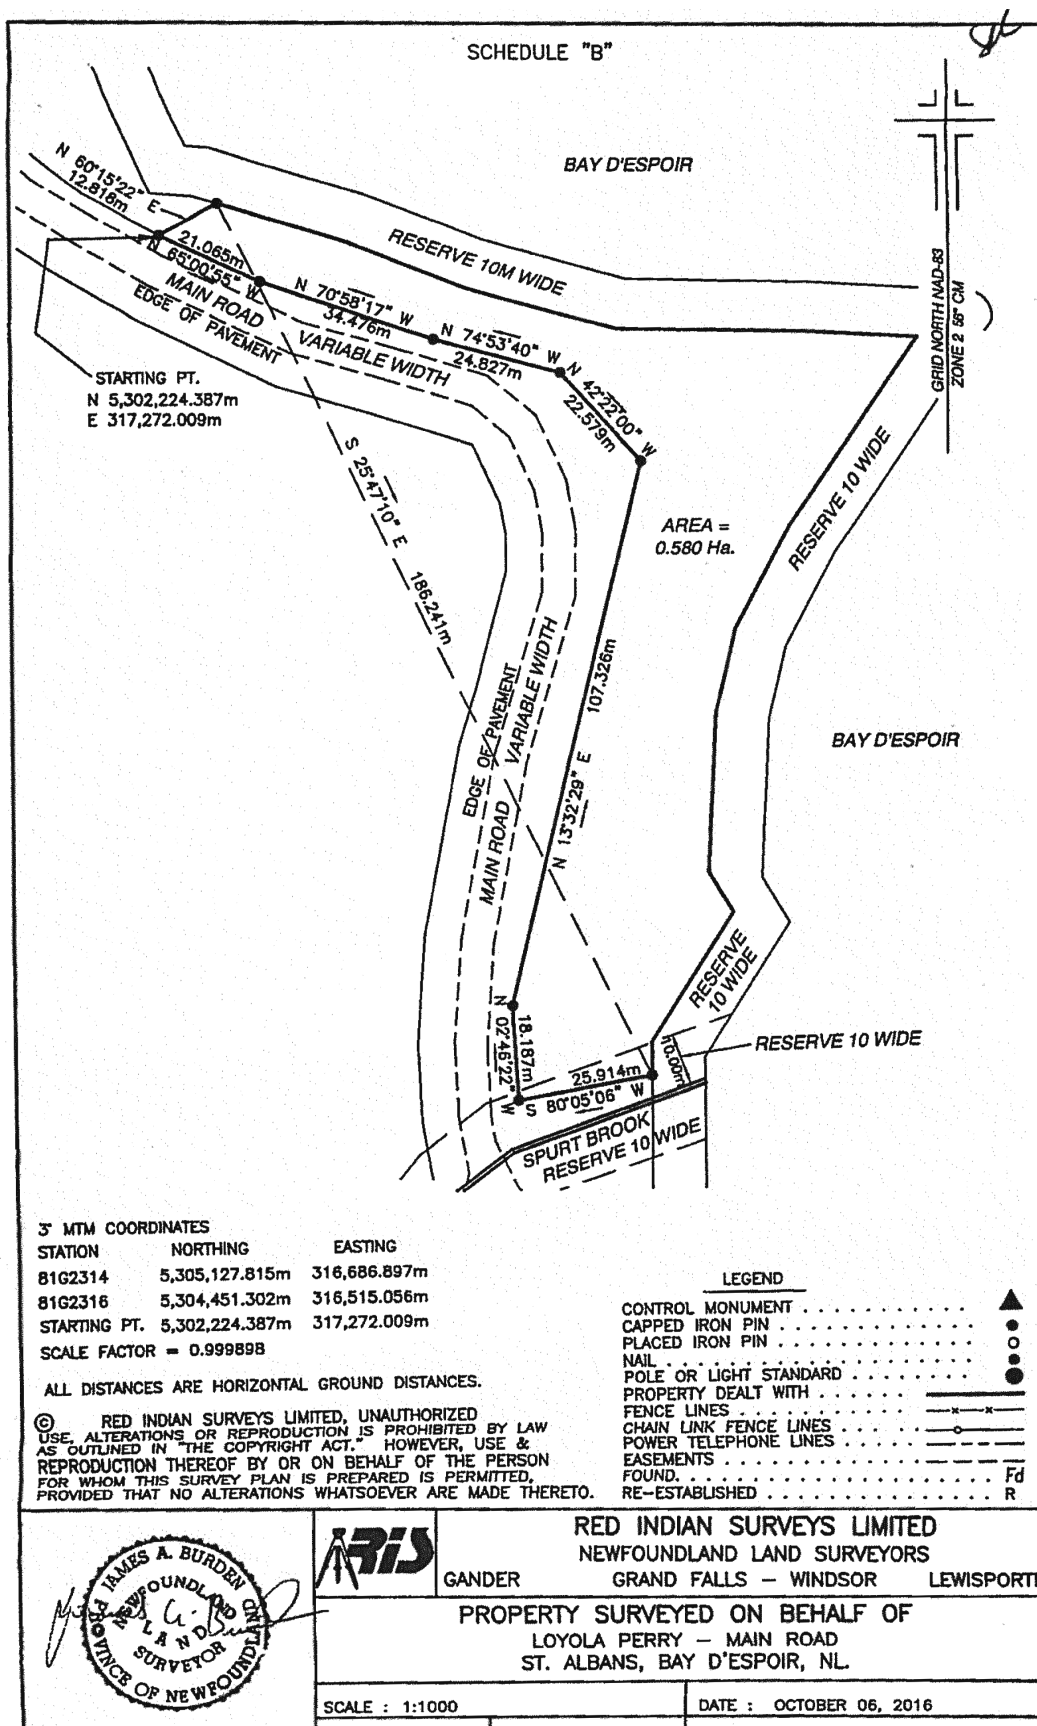 SCHEDULE "B"
BAY D'ESPOIR
N 60°15'22" E
12.818m
RESERVE 10M WIDE
21.065m
N 65°00'55" W
MAIN ROAD
EDGE OF PAVEMENT
N 70°58'17" W
34.476m
VARIABLE WIDTH
N 74°53'40" W
24.827m
N 42°22'00" W
22.579m
GRID NORTH NAD-83
ZONE 2 56° CM
STARTING PT.
N 5,302,224.387m
E 317,272.009m
S 25°47'10" E
186.241m
AREA =
0.580 Ha.
RESERVE 10 WIDE
107.326m
N 13°32'29" E
EDGE OF PAVEMENT
MAIN ROAD
VARIABLE WIDTH
BAY D'ESPOIR
RESERVE
10 WIDE
N 02°46'22" W
18.187m
25.914m
S 80°05'06" W
10.00m
RESERVE 10 WIDE
SPURT BROOK
RESERVE 10 WIDE
3° MTM COORDINATES
STATION NORTHING EASTING
81G2314 5,305,127.815m 316,686.897m
81G2316 5,304,451.302m 316,515.056m
STARTING PT. 5,302,224.387m 317,272.009m
SCALE FACTOR = 0.999898
ALL DISTANCES ARE HORIZONTAL GROUND DISTANCES.
© RED INDIAN SURVEYS LIMITED, UNAUTHORIZED
USE, ALTERATIONS OR REPRODUCTION IS PROHIBITED BY LAW
AS OUTLINED IN "THE COPYRIGHT ACT." HOWEVER, USE &
REPRODUCTION THEREOF BY OR ON BEHALF OF THE PERSON
FOR WHOM THIS SURVEY PLAN IS PREPARED IS PERMITTED,
PROVIDED THAT NO ALTERATIONS WHATSOEVER ARE MADE THERETO.
LEGEND
CONTROL MONUMENT
CAPPED IRON PIN
PLACED IRON PIN
NAIL
POLE OR LIGHT STANDARD
PROPERTY DEALT WITH
FENCE LINES
CHAIN LINK FENCE LINES
POWER TELEPHONE LINES
EASEMENTS
FOUND. Fd
RE-ESTABLISHED R
JAMES A. BURDEN
PROVINCE OF NEWFOUNDLAND
NEWFOUNDLAND
LAND
SURVEYOR
RIS
RED INDIAN SURVEYS LIMITED
NEWFOUNDLAND LAND SURVEYORS
GANDER GRAND FALLS - WINDSOR LEWISPORTE
PROPERTY SURVEYED ON BEHALF OF
LOYOLA PERRY - MAIN ROAD
ST. ALBANS, BAY D'ESPOIR, NL.
SCALE : 1:1000
DATE : OCTOBER 06, 2016